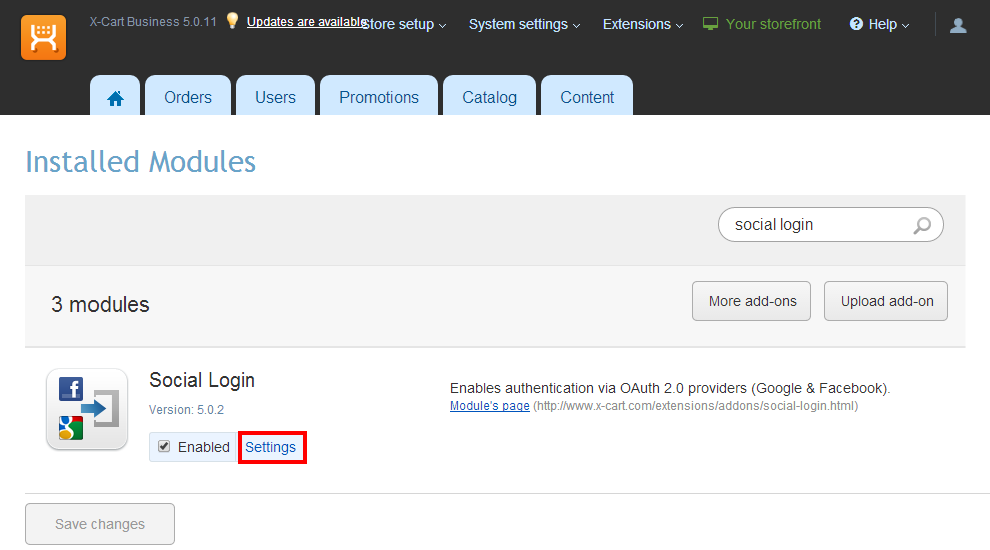 X-Cart Business 5.0.11 Updates are available Store setup System settings Extensions Your storefront ? Help
Orders Users Promotions Catalog Content
Installed Modules
social login
3 modules More add-ons Upload add-on
Social Login
Enables authentication via OAuth 2.0 providers (Google & Facebook).
Version: 5.0.2 Module's page (http://www.x-cart.com/extensions/addons/social-login.html)
Enabled Settings
Save changes